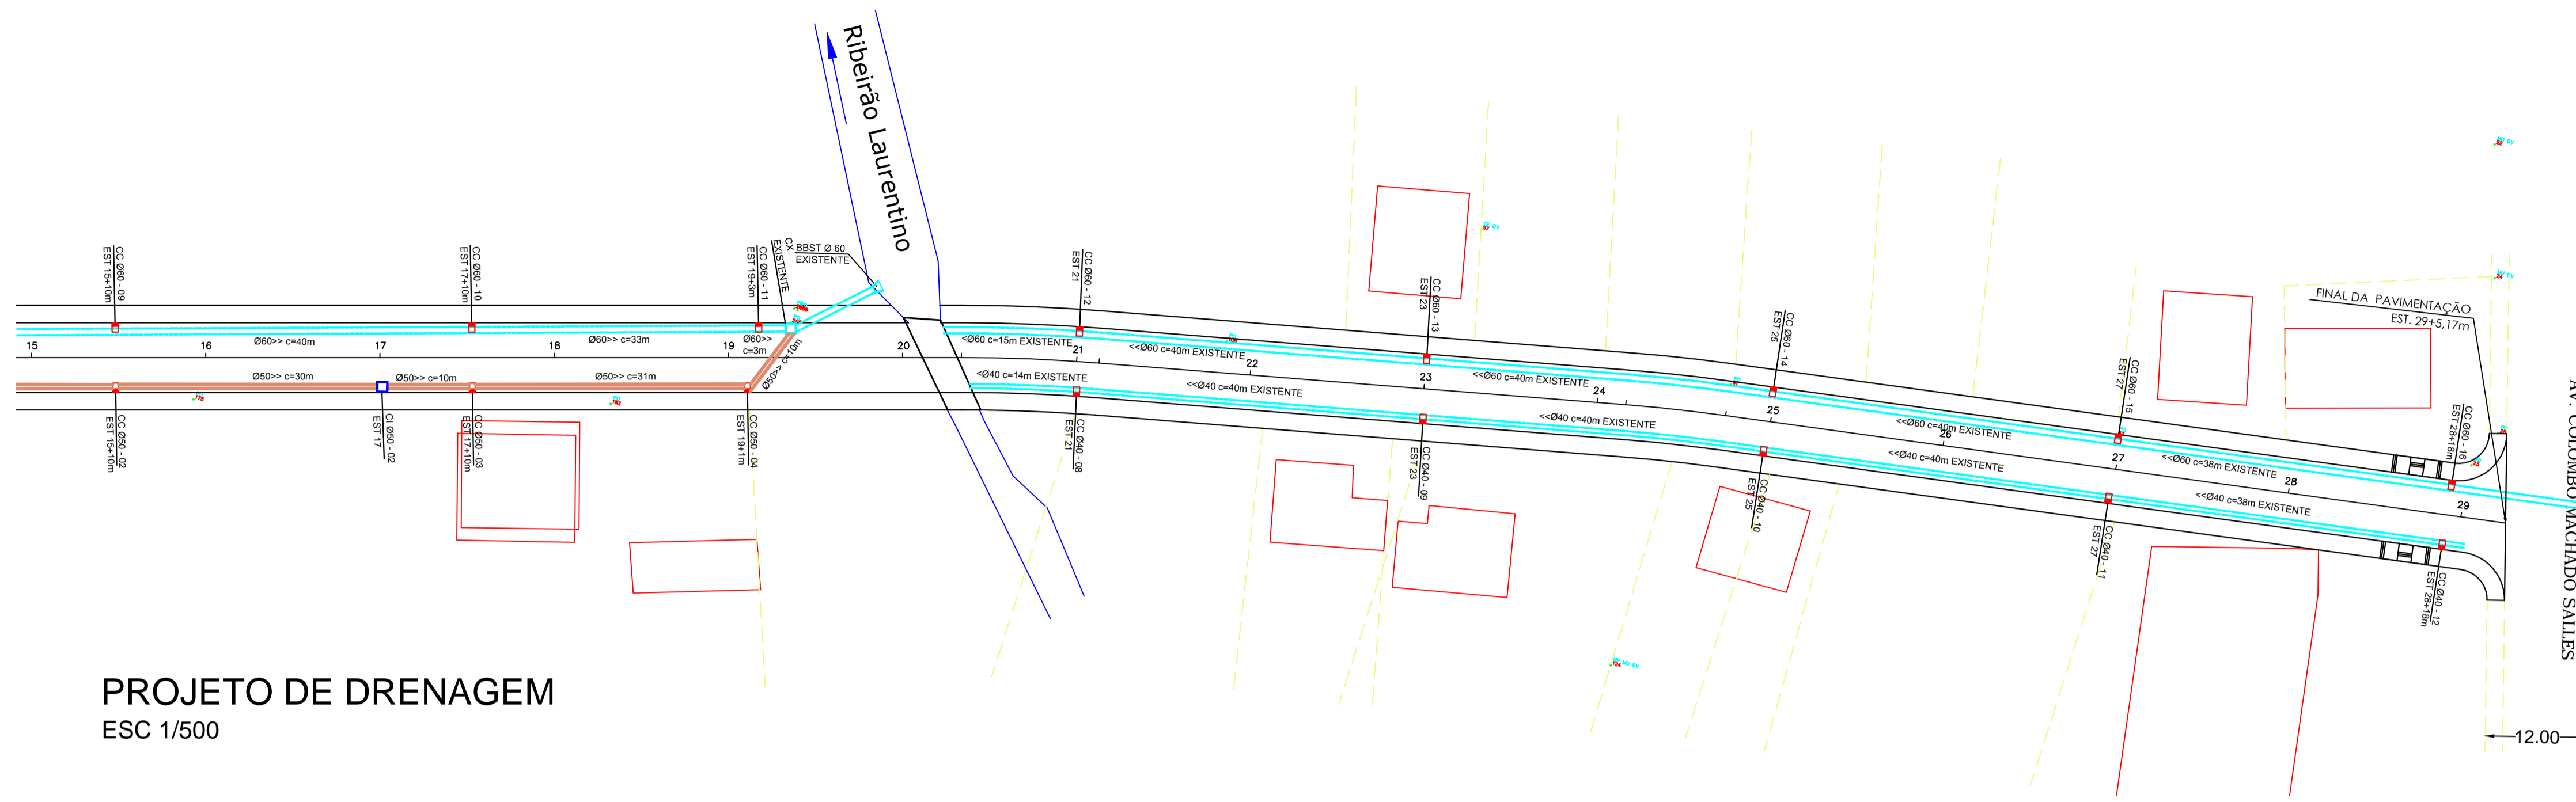 Ribeirão Laurentino
CC Ø60 - 09
EST 15+10m
CC Ø60 - 10
EST 17+10m
CC Ø60 - 11
EST 19+3m
CX
EXISTENTE
BBST Ø 60
EXISTENTE
CC Ø60 - 12
EST 21
CC Ø60 - 13
EST 23
CC Ø60 - 14
EST 25
CC Ø60 - 15
EST 27
CC Ø60 - 16
EST 28+18m
FINAL DA PAVIMENTAÇÃO
EST. 29+5,17m
Ø60>> c=40m
Ø60>> c=33m
Ø60>>
c=3m
<<Ø60 c=15m EXISTENTE
<<Ø60 c=40m EXISTENTE
<<Ø60 c=40m EXISTENTE
<<Ø60 c=40m EXISTENTE
<<Ø60 c=38m EXISTENTE
15
16
17
18
19
20
21
22
23
24
25
26
27
28
29
Ø50>> c=30m
Ø50>> c=10m
Ø50>> c=31m
Ø50>> c=10m
<Ø40 c=14m EXISTENTE
<<Ø40 c=40m EXISTENTE
<<Ø40 c=40m EXISTENTE
<<Ø40 c=40m EXISTENTE
<<Ø40 c=38m EXISTENTE
CC Ø50 - 02
EST 15+10m
CI Ø50 - 02
EST 17
CC Ø50 - 03
EST 17+10m
CC Ø50 - 04
EST 19+1m
CC Ø40 - 08
EST 21
CC Ø40 - 09
EST 23
CC Ø40 - 10
EST 25
CC Ø40 - 11
EST 27
CC Ø40 - 12
EST 28+18m
AV. COLOMBO MACHADO SALLES
12.00
PROJETO DE DRENAGEM
ESC 1/500